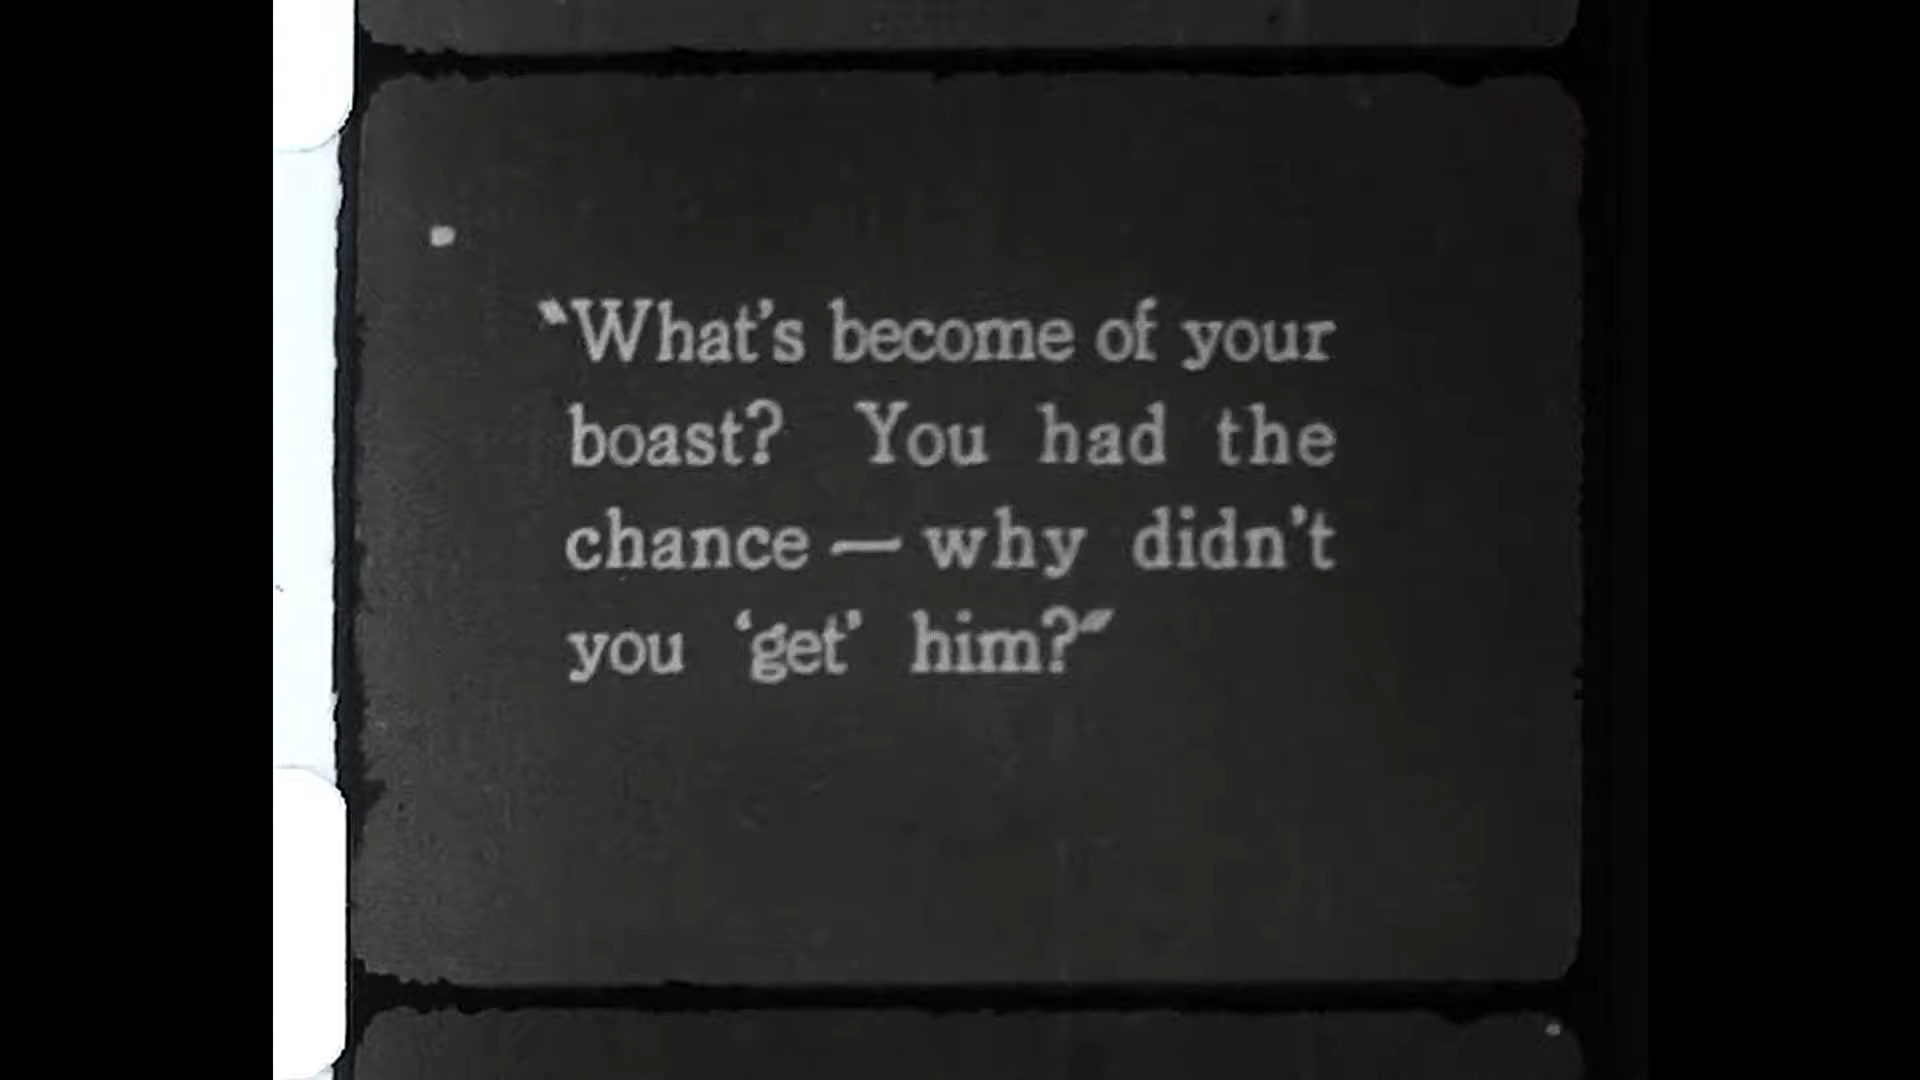 “What’s become of your
boast? You had the
chance — why didn’t
you ‘get’ him?”